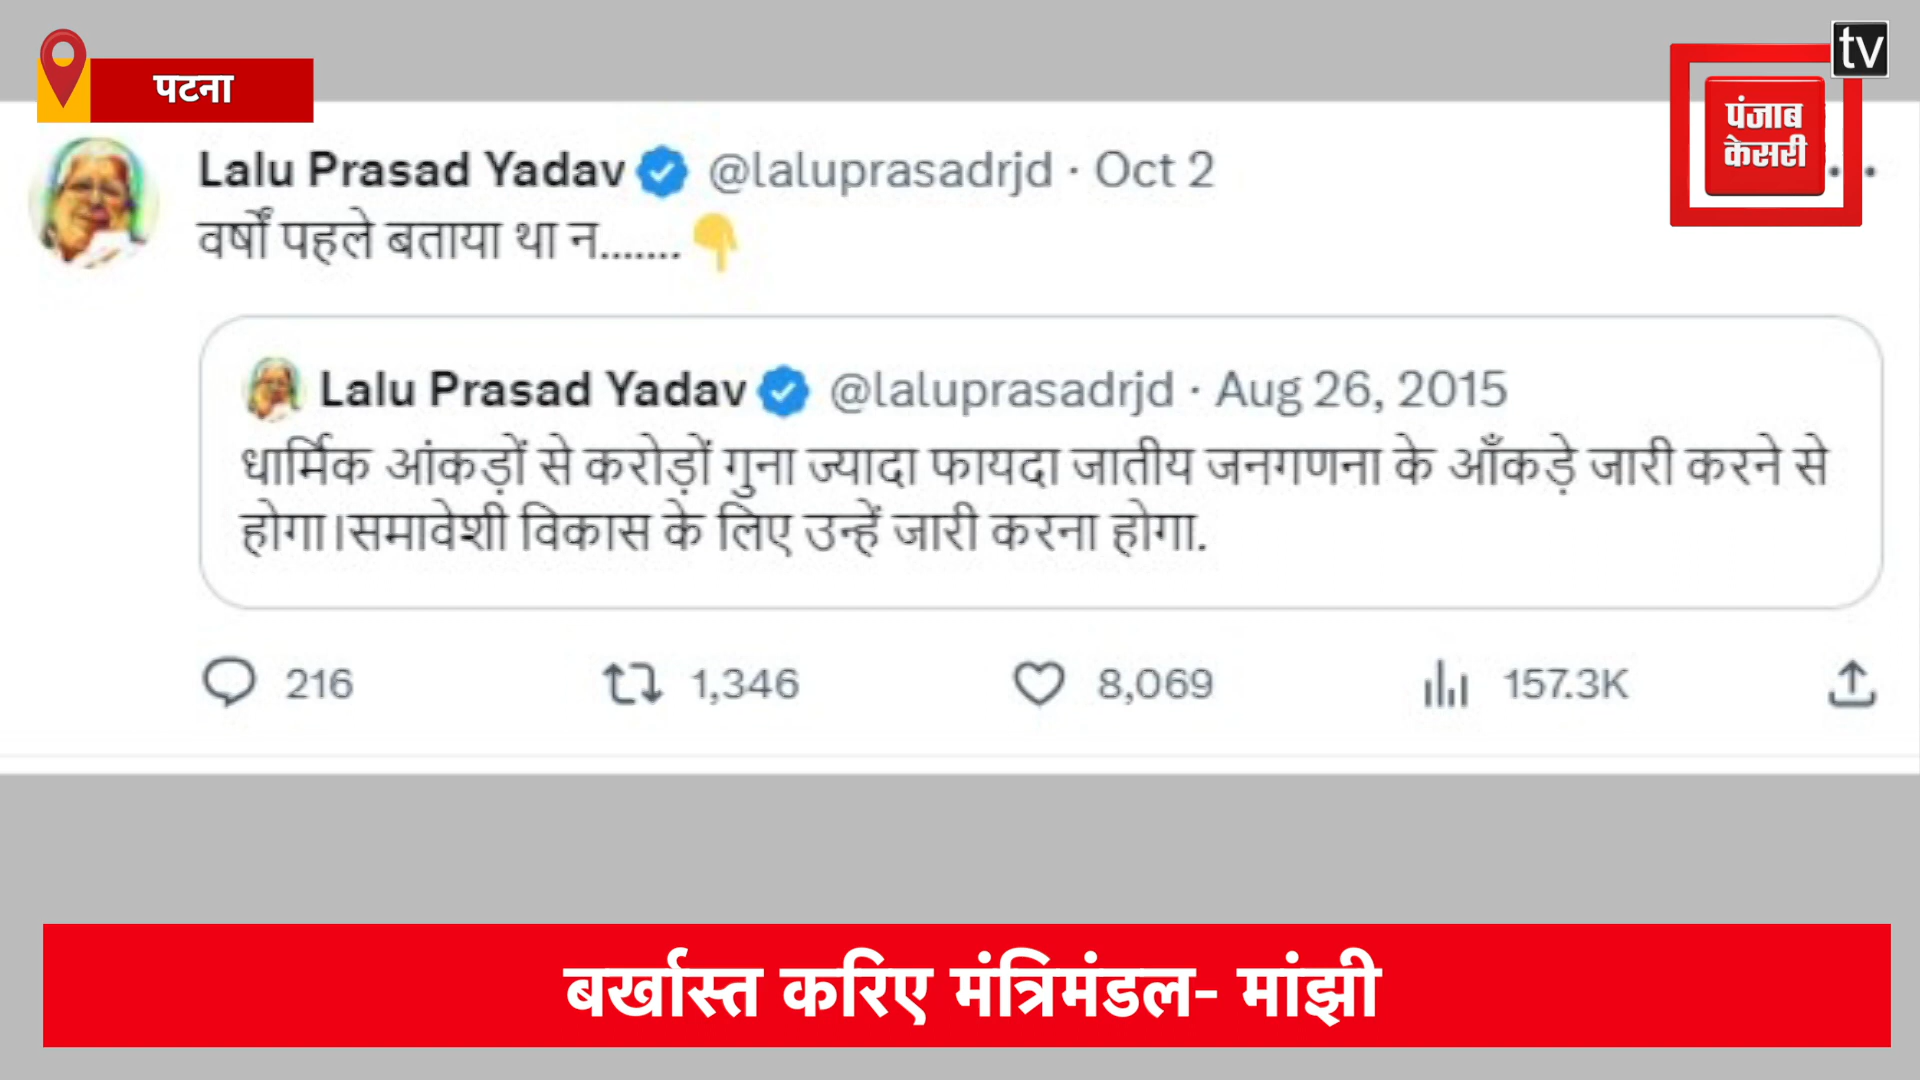 पटना
tv
पंजाब
केसरी
Lalu Prasad Yadav @laluprasadrjd · Oct 2
वर्षों पहले बताया था न.......👇
Lalu Prasad Yadav @laluprasadrjd · Aug 26, 2015
धार्मिक आंकड़ों से करोड़ों गुना ज्यादा फायदा जातीय जनगणना के आँकड़े जारी करने से
होगा।समावेशी विकास के लिए उन्हें जारी करना होगा.
216 1,346 8,069 157.3K
बर्खास्त करिए मंत्रिमंडल- मांझी